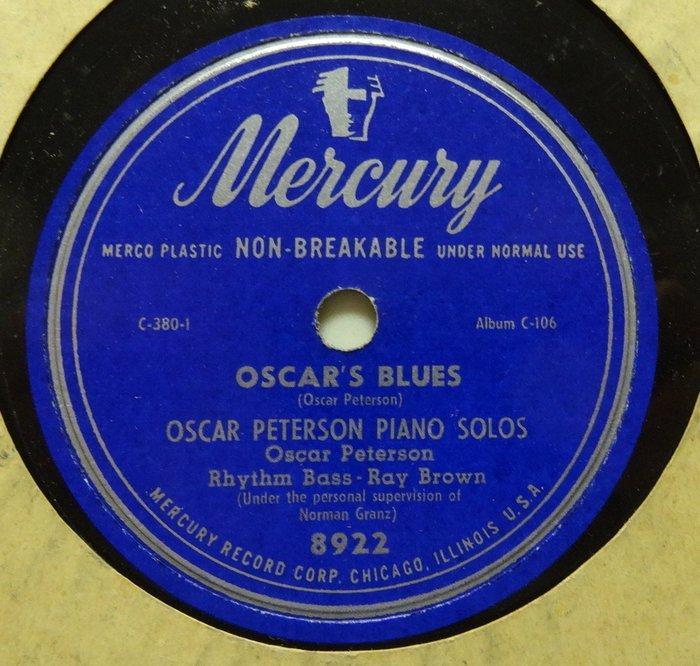 Mercury
MERCO PLASTIC NON-BREAKABLE UNDER NORMAL USE
C-380-1 Album C-106
OSCAR'S BLUES
(Oscar Peterson)
OSCAR PETERSON PIANO SOLOS
Oscar Peterson
Rhythm Bass - Ray Brown
(Under the personal supervision of
Norman Granz)
8922
MERCURY RECORD CORP. CHICAGO, ILLINOIS U.S.A.